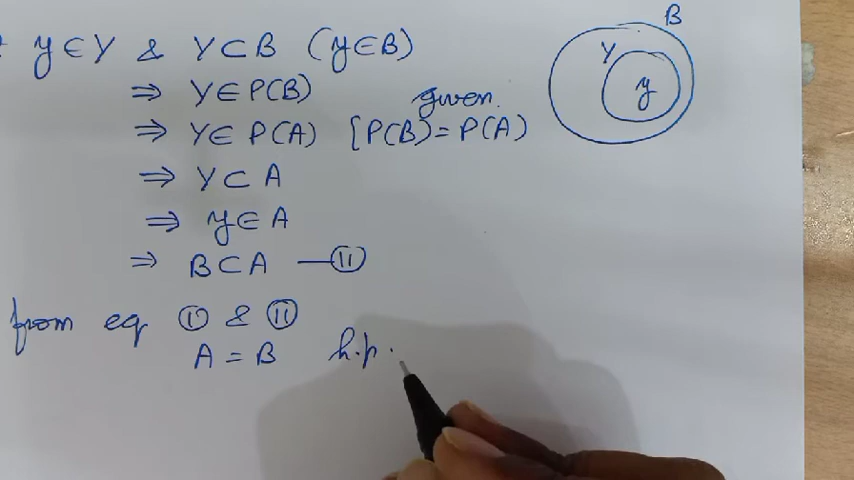 y ∈ Y & Y ⊂ B (y ∈ B)
⇒ Y ∈ P(B)
given.
⇒ Y ∈ P(A) [P(B) = P(A)
⇒ Y ⊂ A
⇒ y ∈ A
⇒ B ⊂ A — (II)
from eq (I) & (II)
A = B h.p.
B
Y
y